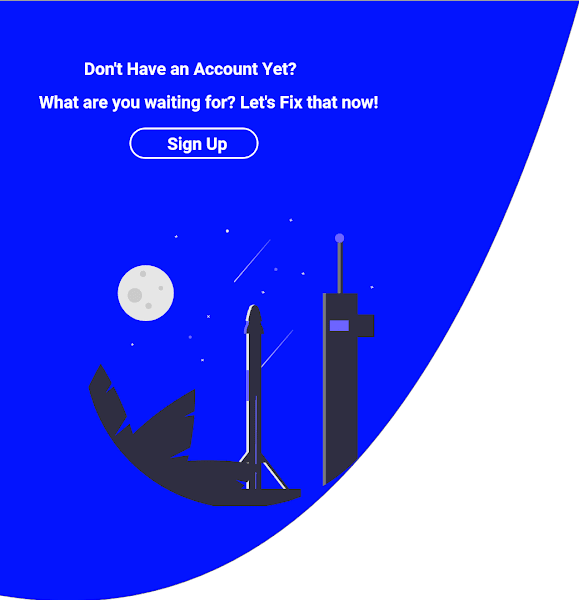 Don't Have an Account Yet?
What are you waiting for? Let's Fix that now!
Sign Up